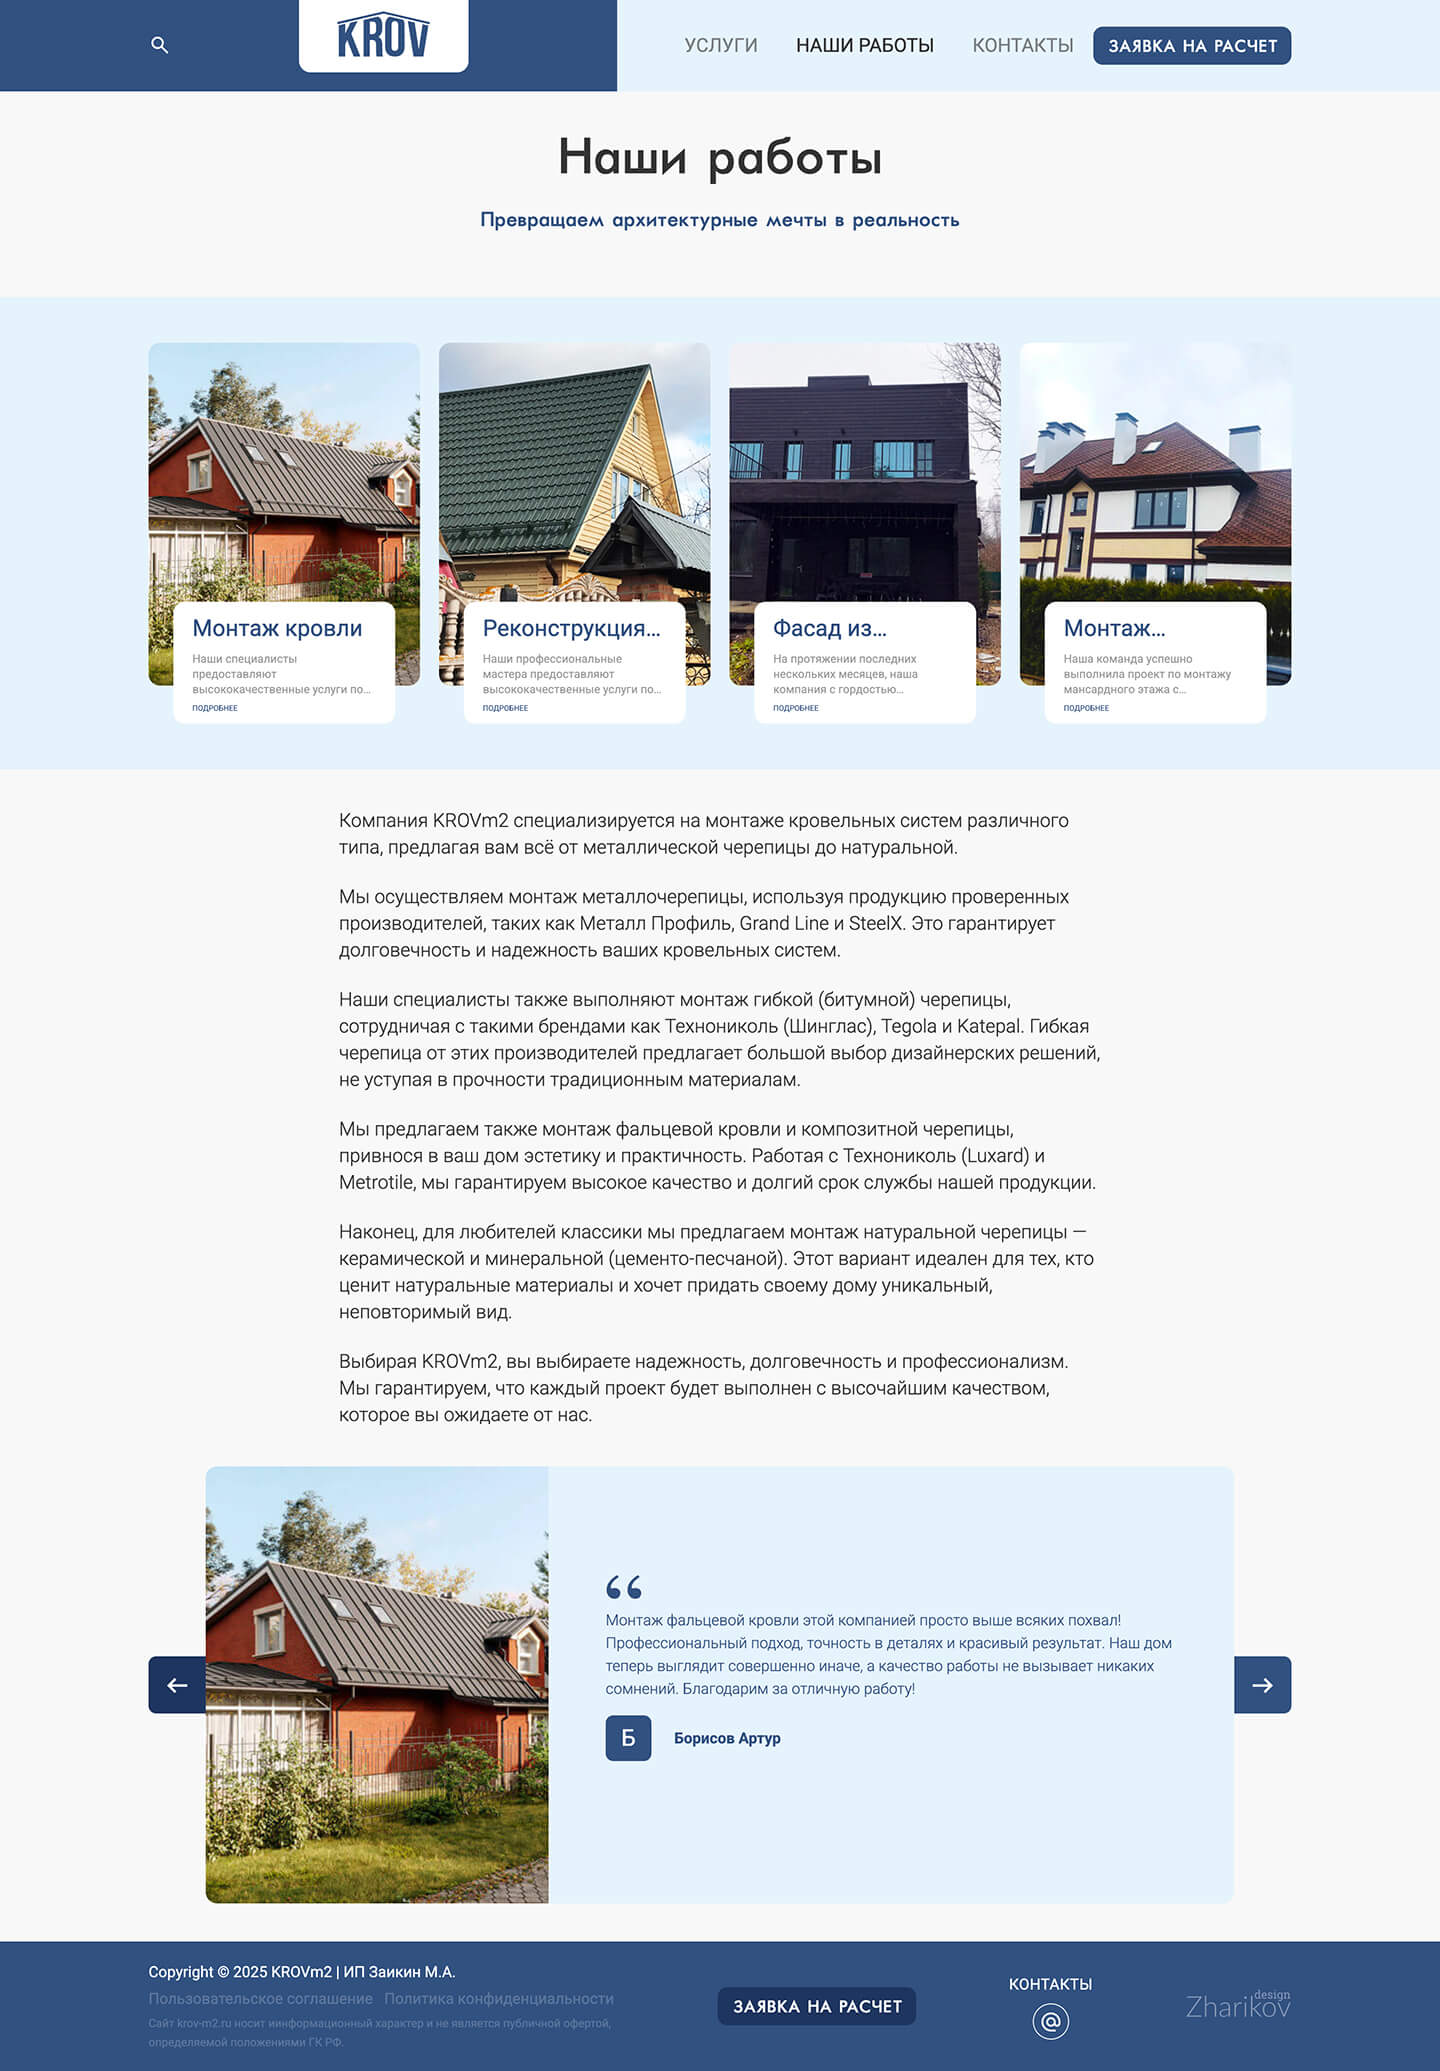 KROV
УСЛУГИ
НАШИ РАБОТЫ
КОНТАКТЫ
ЗАЯВКА НА РАСЧЕТ
Наши работы
Превращаем архитектурные мечты в реальность
Монтаж кровли
Наши специалисты
предоставляют
высококачественные услуги по...
ПОДРОБНЕЕ
Реконструкция...
Наши профессиональные
мастера предоставляют
высококачественные услуги по...
ПОДРОБНЕЕ
Фасад из...
На протяжении последних
нескольких месяцев, наша
компания с гордостью...
ПОДРОБНЕЕ
Монтаж...
Наша команда успешно
выполнила проект по монтажу
мансардного этажа с...
ПОДРОБНЕЕ
Компания KROVm2 специализируется на монтаже кровельных систем различного
типа, предлагая вам всё от металлической черепицы до натуральной.
Мы осуществляем монтаж металлочерепицы, используя продукцию проверенных
производителей, таких как Металл Профиль, Grand Line и SteelX. Это гарантирует
долговечность и надежность ваших кровельных систем.
Наши специалисты также выполняют монтаж гибкой (битумной) черепицы,
сотрудничая с такими брендами как Технониколь (Шинглас), Tegola и Katepal. Гибкая
черепица от этих производителей предлагает большой выбор дизайнерских решений,
не уступая в прочности традиционным материалам.
Мы предлагаем также монтаж фальцевой кровли и композитной черепицы,
привнося в ваш дом эстетику и практичность. Работая с Технониколь (Luxard) и
Metrotile, мы гарантируем высокое качество и долгий срок службы нашей продукции.
Наконец, для любителей классики мы предлагаем монтаж натуральной черепицы —
керамической и минеральной (цементо-песчаной). Этот вариант идеален для тех, кто
ценит натуральные материалы и хочет придать своему дому уникальный,
неповторимый вид.
Выбирая KROVm2, вы выбираете надежность, долговечность и профессионализм.
Мы гарантируем, что каждый проект будет выполнен с высочайшим качеством,
которое вы ожидаете от нас.
“
Монтаж фальцевой кровли этой компанией просто выше всяких похвал!
Профессиональный подход, точность в деталях и красивый результат. Наш дом
теперь выглядит совершенно иначе, а качество работы не вызывает никаких
сомнений. Благодарим за отличную работу!
Б
Борисов Артур
Copyright © 2025 KROVm2 | ИП Заикин М.А.
Пользовательское соглашение Политика конфиденциальности
Сайт krov-m2.ru носит иинформационный характер и не является публичной офертой,
определяемой положениями ГК РФ.
ЗАЯВКА НА РАСЧЕТ
КОНТАКТЫ
@
design
Zharikov